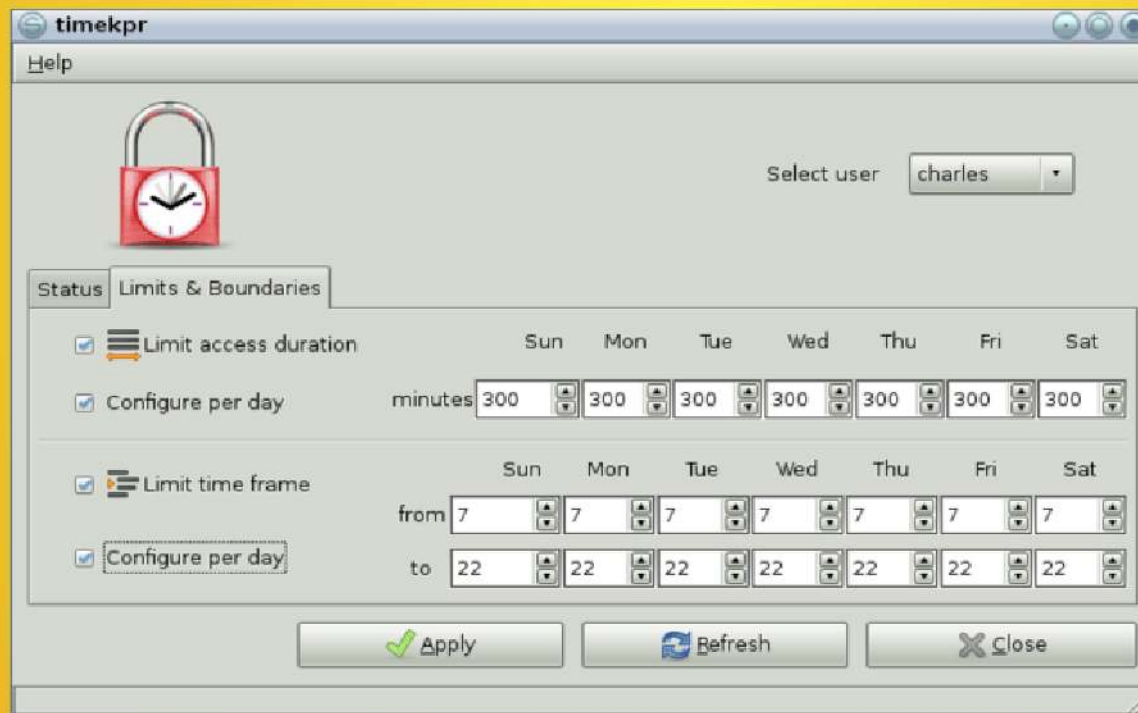 timekpr
Help
Select user charles
Status Limits & Boundaries
Limit access duration Sun Mon Tue Wed Thu Fri Sat
Configure per day minutes 300 300 300 300 300 300 300
Limit time frame Sun Mon Tue Wed Thu Fri Sat
from 7 7 7 7 7 7 7
Configure per day
to 22 22 22 22 22 22 22
Apply Refresh Close